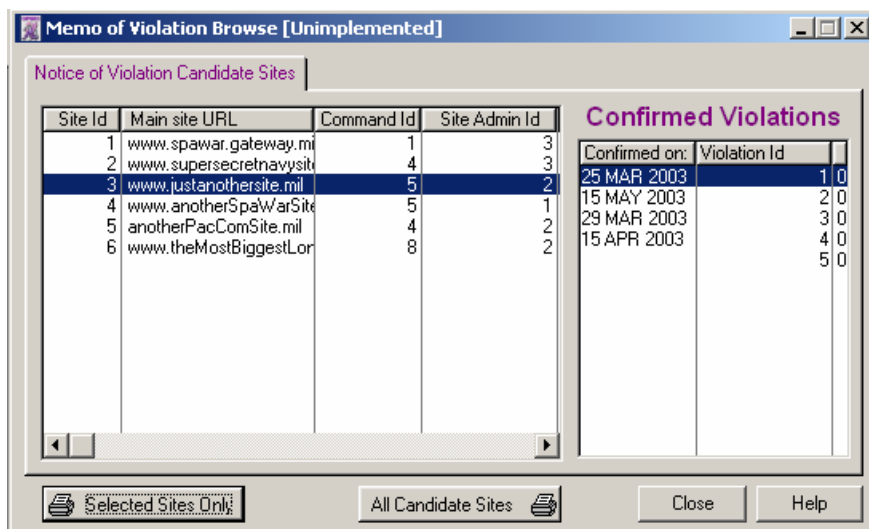 Memo of Violation Browse [Unimplemented]
Notice of Violation Candidate Sites
Site Id Main site URL Command Id Site Admin Id
1 www.spawar.gateway.mi 1 3
2 www.supersecretnavysite 4 3
3 www.justanothersite.mil 5 2
4 www.anotherSpaWarSite 5 1
5 anotherPacComSite.mil 4 2
6 www.theMostBiggestLon 8 2
Confirmed Violations
Confirmed on: Violation Id
25 MAR 2003 1 0
15 MAY 2003 2 0
29 MAR 2003 3 0
15 APR 2003 4 0
5 0
Selected Sites Only
All Candidate Sites
Close
Help